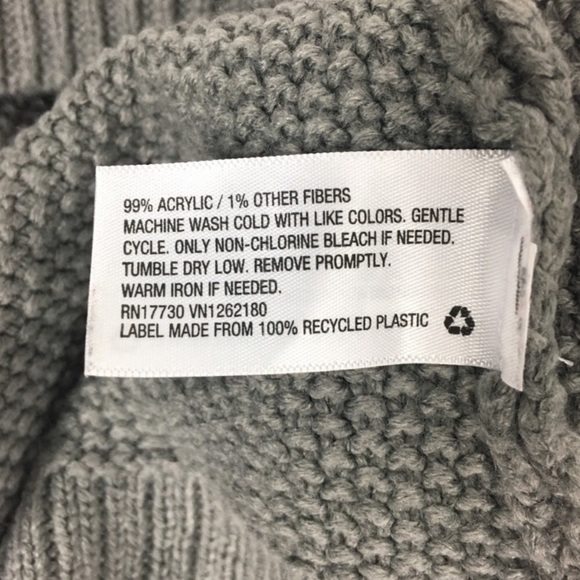 99% ACRYLIC / 1% OTHER FIBERS
MACHINE WASH COLD WITH LIKE COLORS. GENTLE
CYCLE. ONLY NON-CHLORINE BLEACH IF NEEDED.
TUMBLE DRY LOW. REMOVE PROMPTLY.
WARM IRON IF NEEDED.
RN17730 VN1262180
LABEL MADE FROM 100% RECYCLED PLASTIC